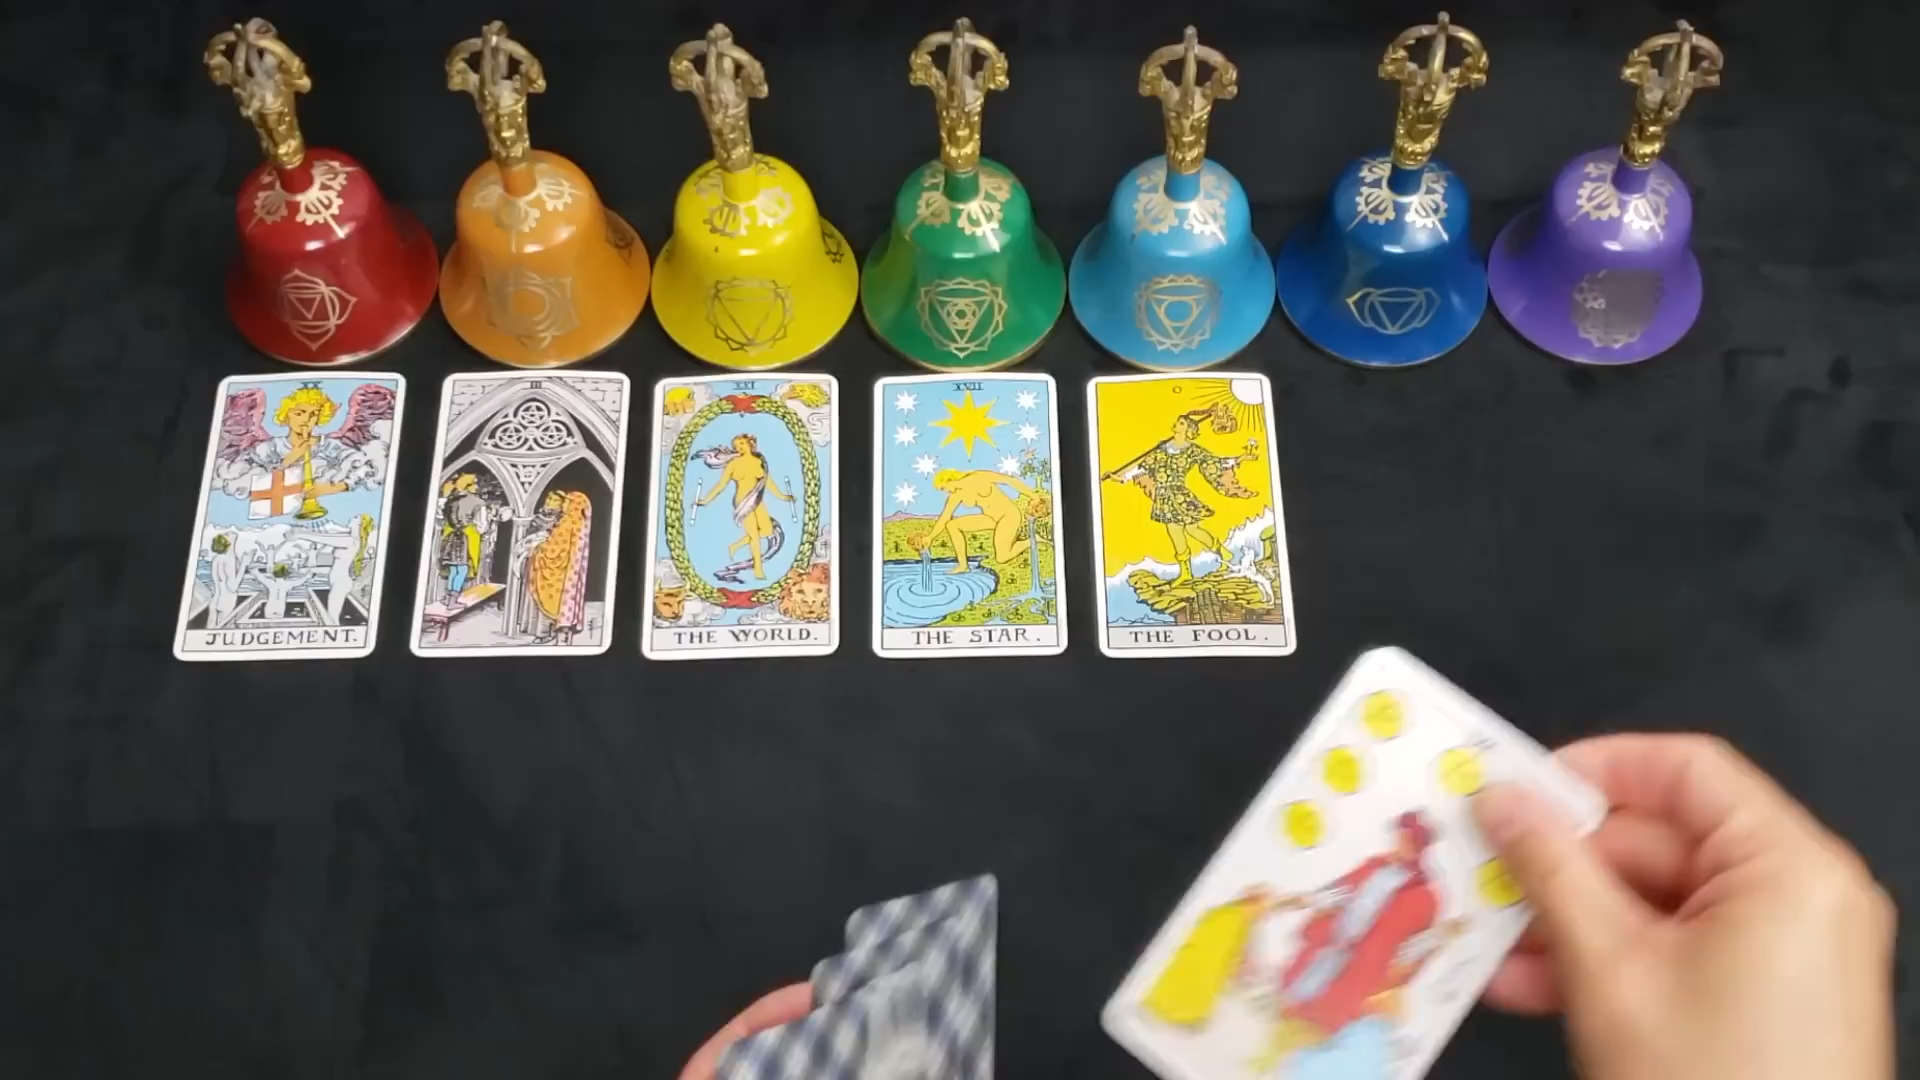 XX
III
XXI
XVII
0
JUDGEMENT.
THE WORLD.
THE STAR.
THE FOOL.